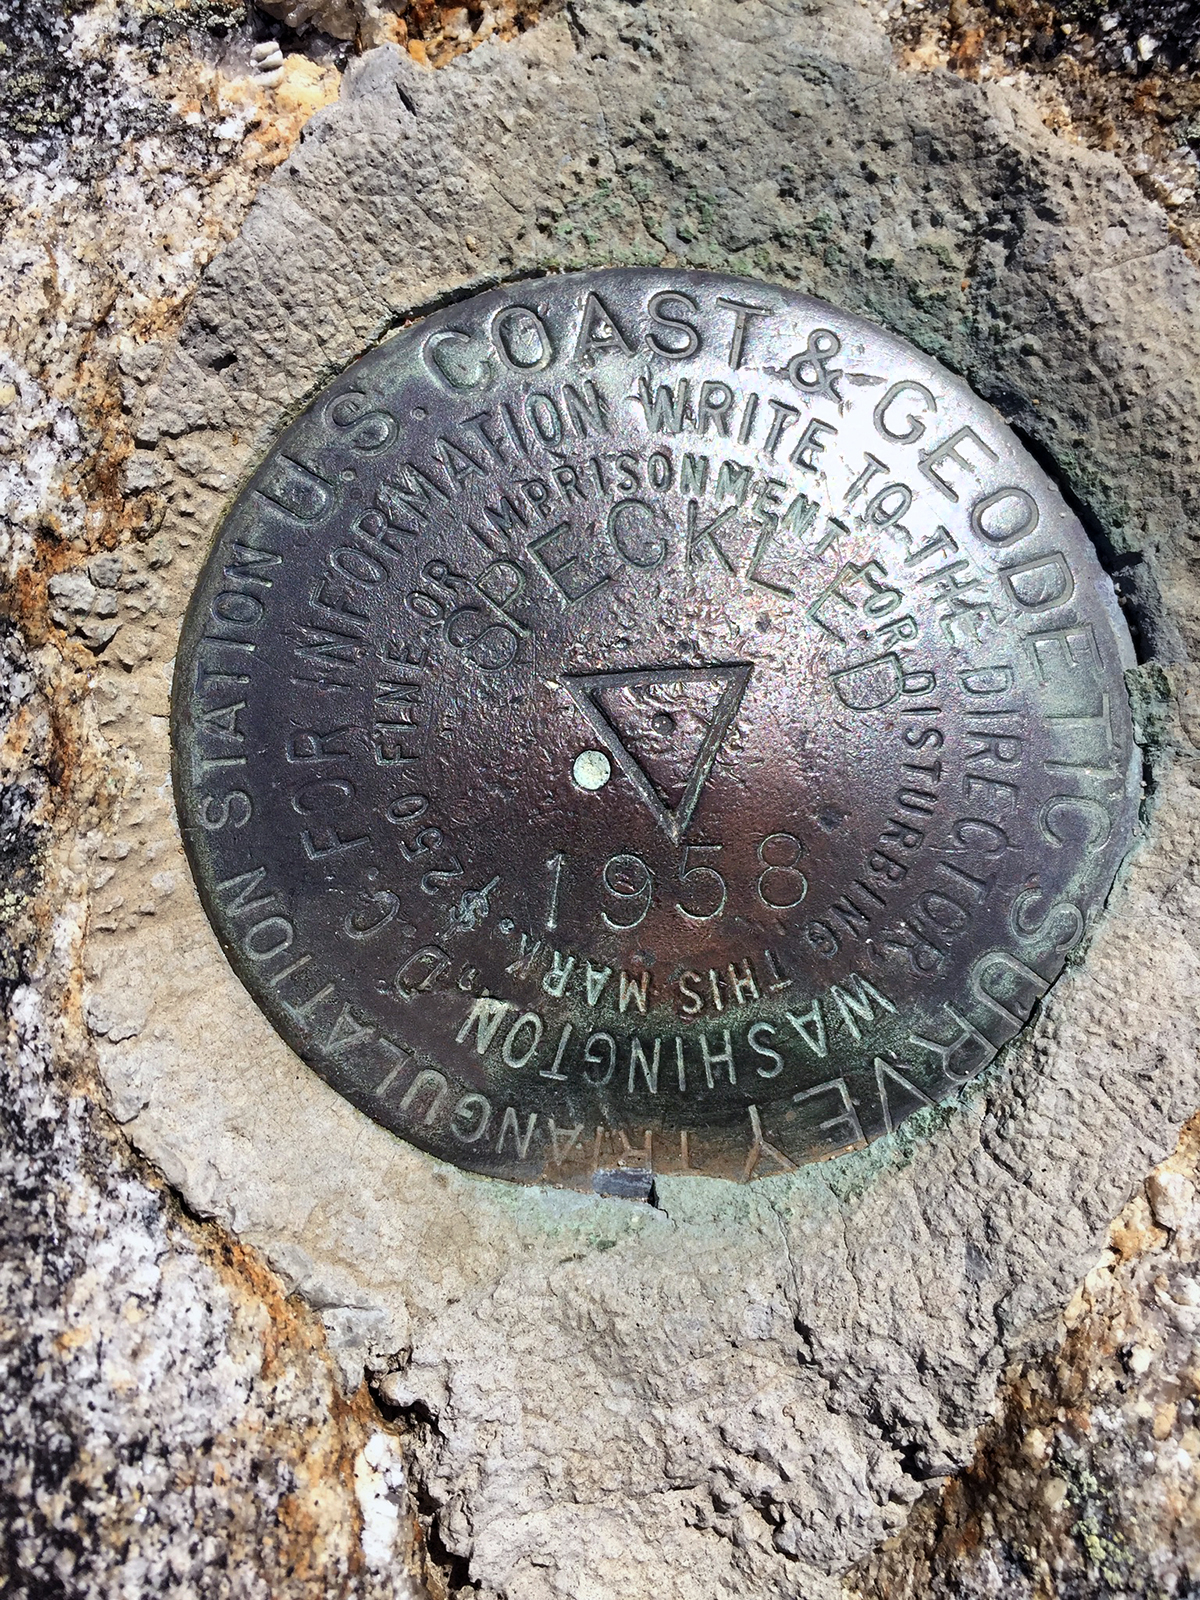 U.S. COAST & GEODETIC SURVEY
TRIANGULATION STATION
FOR INFORMATION WRITE TO THE DIRECTOR
WASHINGTON, D.C.
$250 FINE OR IMPRISONMENT FOR DISTURBING THIS MARK.
SPECKLED
1958